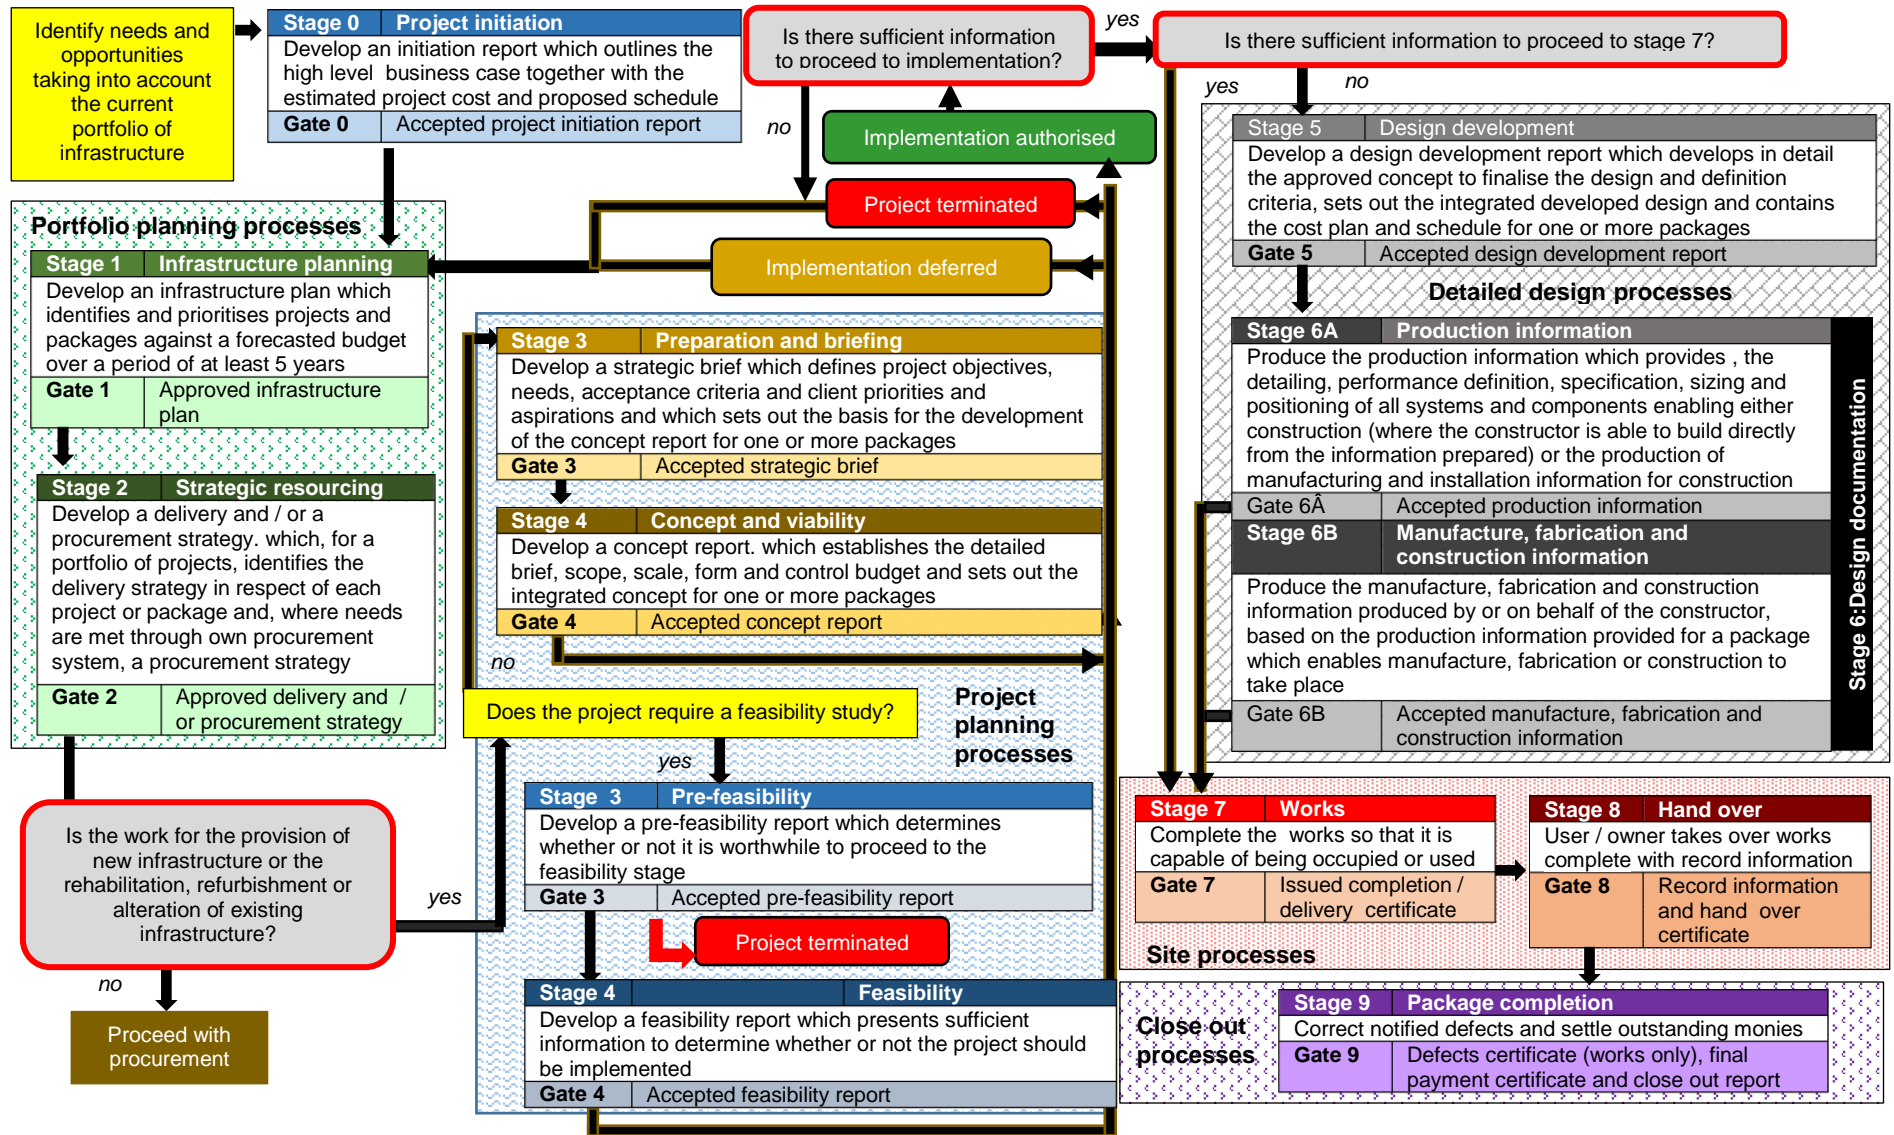 Identify needs and
opportunities
taking into account
the current
portfolio of
infrastructure
Stage 0 Project initiation
Develop an initiation report which outlines the
high level business case together with the
estimated project cost and proposed schedule
Gate 0 Accepted project initiation report
Is there sufficient information
to proceed to implementation?
yes
no
Is there sufficient information to proceed to stage 7?
yes
no
Implementation authorised
Project terminated
Implementation deferred
Portfolio planning processes
Stage 1 Infrastructure planning
Develop an infrastructure plan which
identifies and prioritises projects and
packages against a forecasted budget
over a period of at least 5 years
Gate 1 Approved infrastructure
plan
Stage 2 Strategic resourcing
Develop a delivery and / or a
procurement strategy. which, for a
portfolio of projects, identifies the
delivery strategy in respect of each
project or package and, where needs
are met through own procurement
system, a procurement strategy
Gate 2 Approved delivery and /
or procurement strategy
Is the work for the provision of
new infrastructure or the
rehabilitation, refurbishment or
alteration of existing
infrastructure?
yes
no
Proceed with
procurement
Stage 3 Preparation and briefing
Develop a strategic brief which defines project objectives,
needs, acceptance criteria and client priorities and
aspirations and which sets out the basis for the development
of the concept report for one or more packages
Gate 3 Accepted strategic brief
Stage 4 Concept and viability
Develop a concept report. which establishes the detailed
brief, scope, scale, form and control budget and sets out the
integrated concept for one or more packages
Gate 4 Accepted concept report
no
Does the project require a feasibility study?
yes
Project
planning
processes
Stage 3 Pre-feasibility
Develop a pre-feasibility report which determines
whether or not it is worthwhile to proceed to the
feasibility stage
Gate 3 Accepted pre-feasibility report
Project terminated
Stage 4 Feasibility
Develop a feasibility report which presents sufficient
information to determine whether or not the project should
be implemented
Gate 4 Accepted feasibility report
Stage 5 Design development
Develop a design development report which develops in detail
the approved concept to finalise the design and definition
criteria, sets out the integrated developed design and contains
the cost plan and schedule for one or more packages
Gate 5 Accepted design development report
Detailed design processes
Stage 6A Production information
Produce the production information which provides , the
detailing, performance definition, specification, sizing and
positioning of all systems and components enabling either
construction (where the constructor is able to build directly
from the information prepared) or the production of
manufacturing and installation information for construction
Gate 6Â Accepted production information
Stage 6B Manufacture, fabrication and
construction information
Produce the manufacture, fabrication and construction
information produced by or on behalf of the constructor,
based on the production information provided for a package
which enables manufacture, fabrication or construction to
take place
Gate 6B Accepted manufacture, fabrication and
construction information
Stage 6:Design documentation
Stage 7 Works
Complete the works so that it is
capable of being occupied or used
Gate 7 Issued completion /
delivery certificate
Stage 8 Hand over
User / owner takes over works
complete with record information
Gate 8 Record information
and hand over
certificate
Site processes
Close out
processes
Stage 9 Package completion
Correct notified defects and settle outstanding monies
Gate 9 Defects certificate (works only), final
payment certificate and close out report